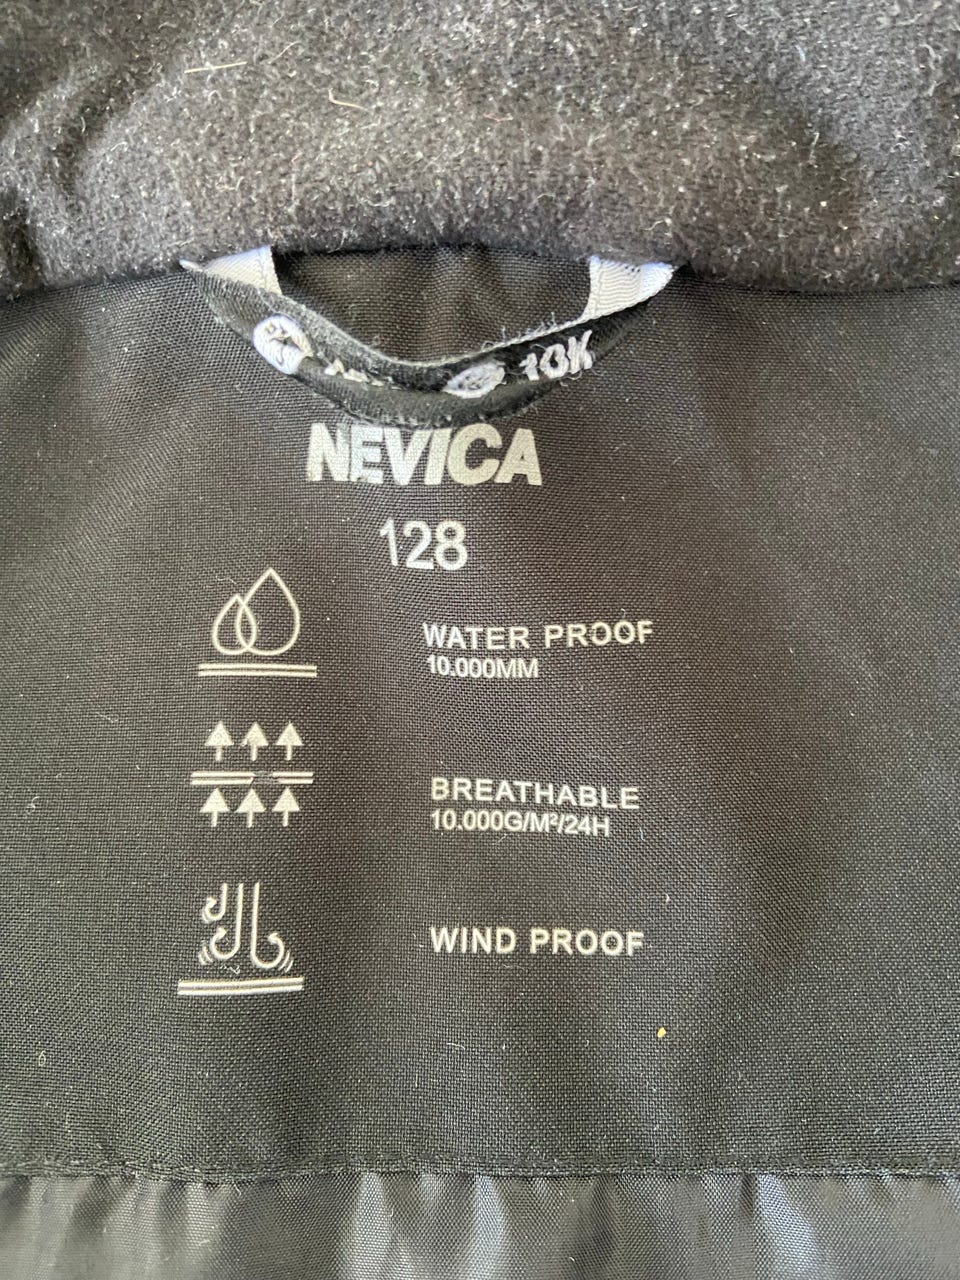 10K
NEVICA
128
WATER PROOF
10.000MM
BREATHABLE
10.000G/M²/24H
WIND PROOF